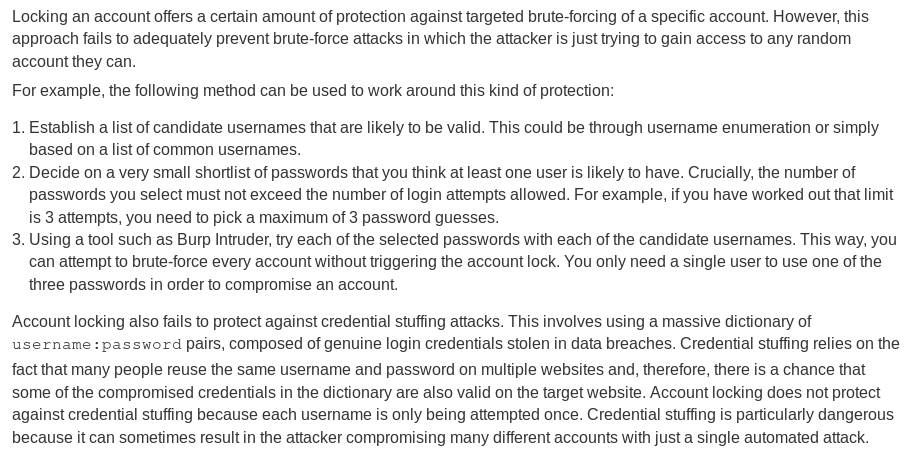 Locking an account offers a certain amount of protection against targeted brute-forcing of a specific account. However, this
approach fails to adequately prevent brute-force attacks in which the attacker is just trying to gain access to any random
account they can.
For example, the following method can be used to work around this kind of protection:
1. Establish a list of candidate usernames that are likely to be valid. This could be through username enumeration or simply
based on a list of common usernames.
2. Decide on a very small shortlist of passwords that you think at least one user is likely to have. Crucially, the number of
passwords you select must not exceed the number of login attempts allowed. For example, if you have worked out that limit
is 3 attempts, you need to pick a maximum of 3 password guesses.
3. Using a tool such as Burp Intruder, try each of the selected passwords with each of the candidate usernames. This way, you
can attempt to brute-force every account without triggering the account lock. You only need a single user to use one of the
three passwords in order to compromise an account.
Account locking also fails to protect against credential stuffing attacks. This involves using a massive dictionary of
username:password pairs, composed of genuine login credentials stolen in data breaches. Credential stuffing relies on the
fact that many people reuse the same username and password on multiple websites and, therefore, there is a chance that
some of the compromised credentials in the dictionary are also valid on the target website. Account locking does not protect
against credential stuffing because each username is only being attempted once. Credential stuffing is particularly dangerous
because it can sometimes result in the attacker compromising many different accounts with just a single automated attack.